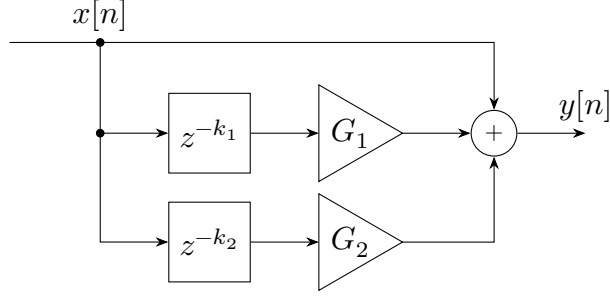 x[n]
z^{-k_1}
G_1
+
y[n]
z^{-k_2}
G_2